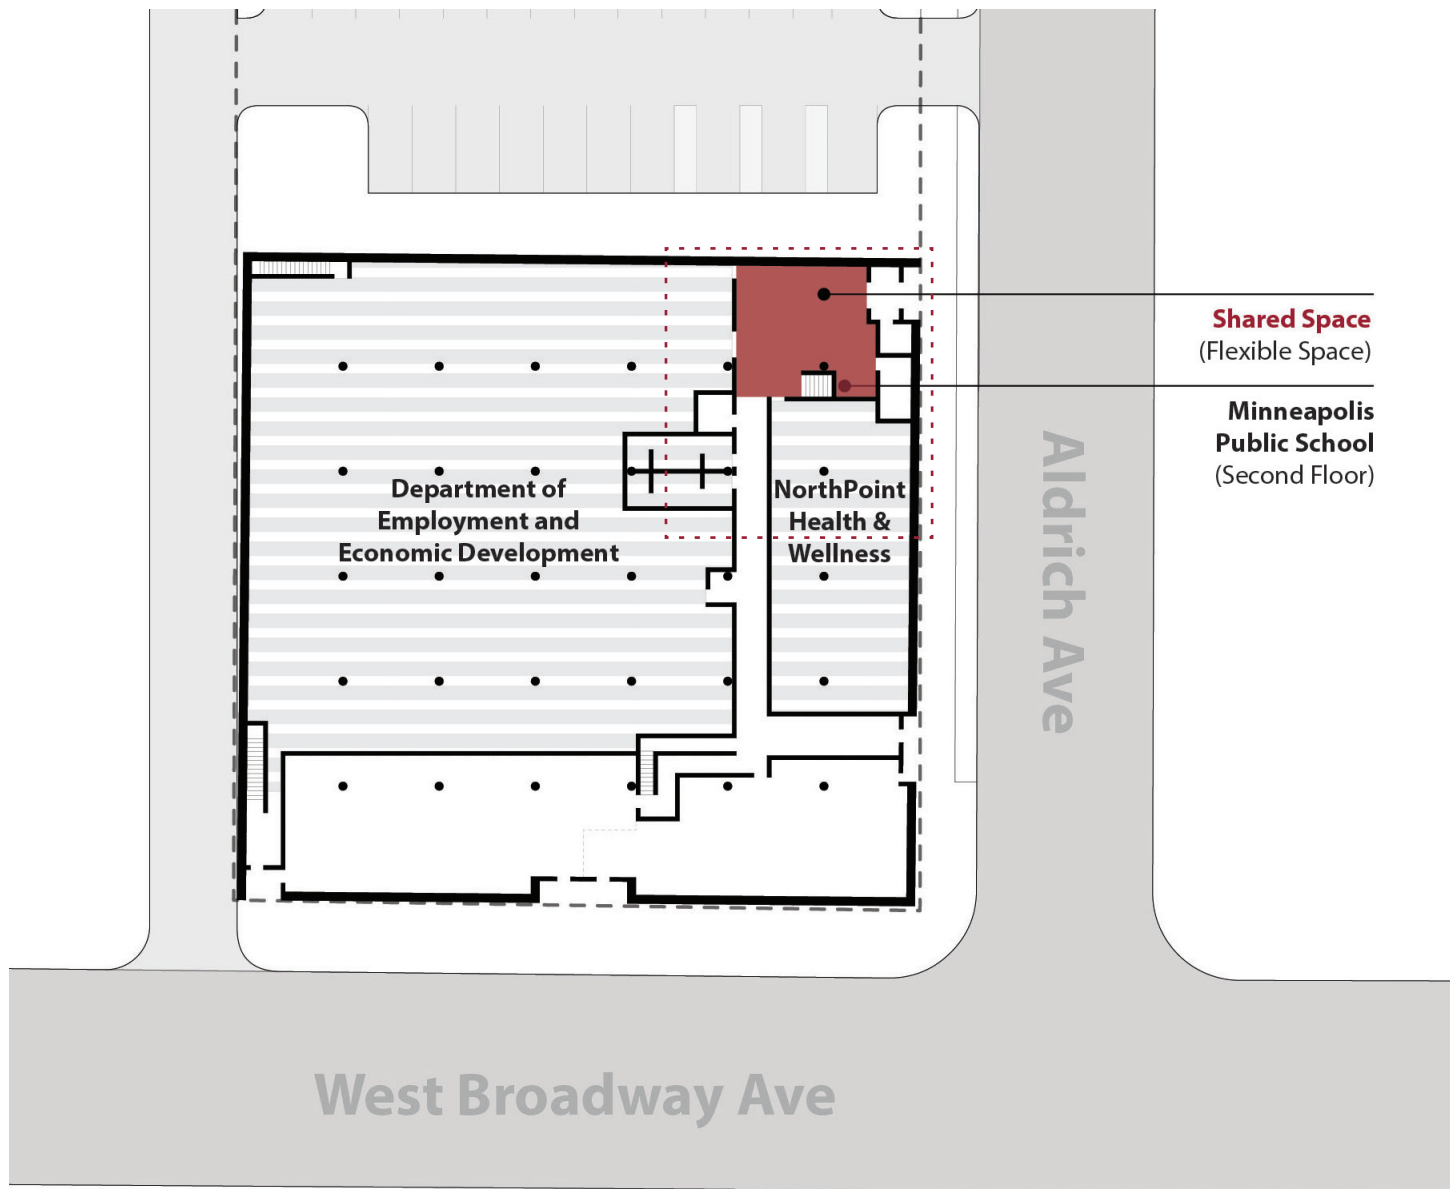 Shared Space
(Flexible Space)
Minneapolis
Public School
(Second Floor)
Department of
Employment and
Economic Development
NorthPoint
Health &
Wellness
Aldrich Ave
West Broadway Ave